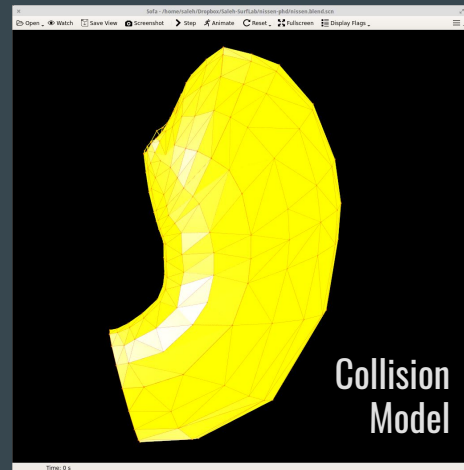 Sofa - /home/saleh/Dropbox/Saleh-SurfLab/nissen-phd/nissen.blend.scn
Open Watch Save View Screenshot Step Animate Reset Fullscreen Display Flags
Collision
Model
Time: 0 s